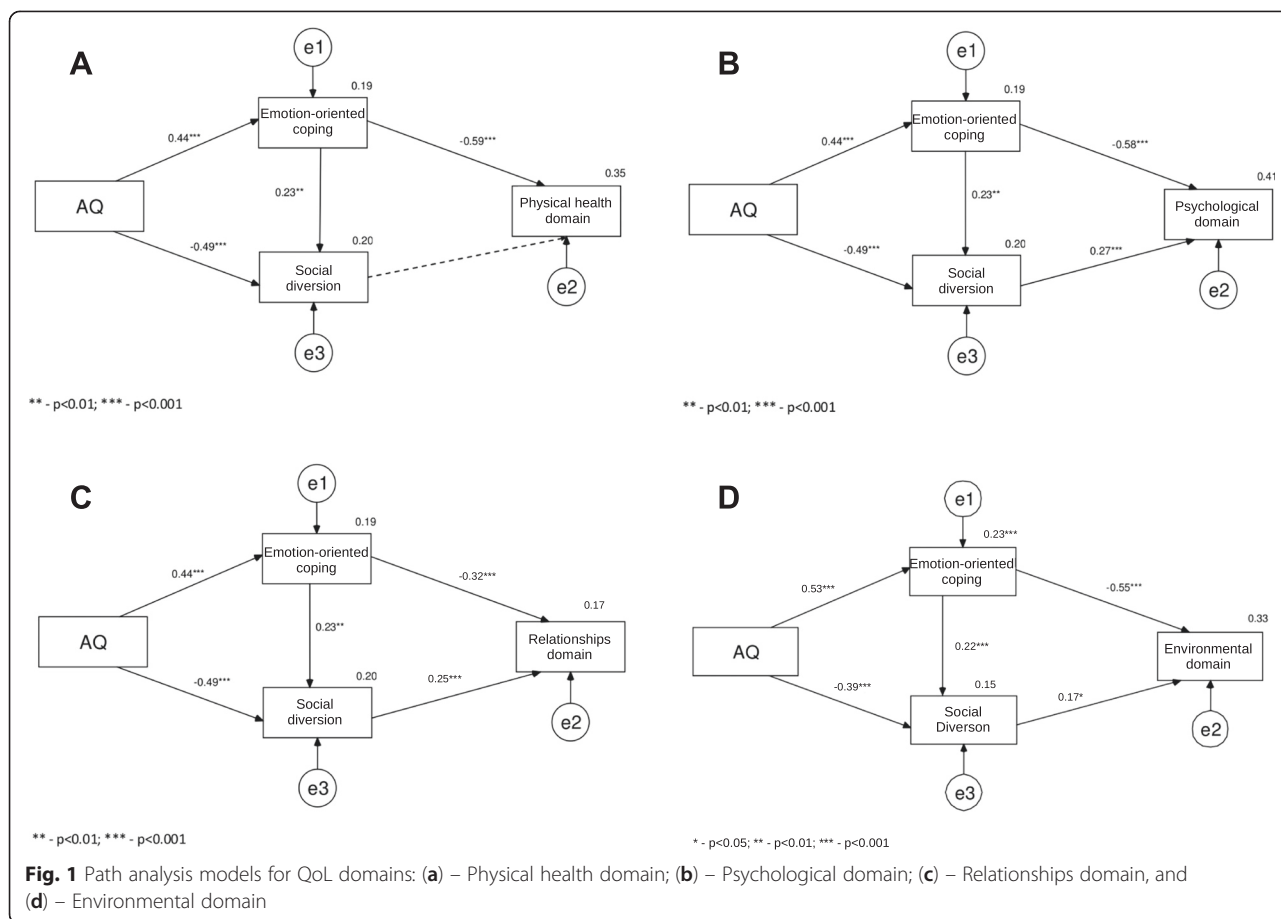 A
e1
0.19
Emotion-oriented
coping
0.44***
-0.59***
0.35
AQ
0.23**
Physical health
domain
-0.49***
0.20
Social
diversion
e2
e3
** - p<0.01; *** - p<0.001
B
e1
0.19
Emotion-oriented
coping
0.44***
-0.58***
0.41
AQ
0.23**
Psychological
domain
-0.49***
0.20
Social
diversion
0.27***
e2
e3
** - p<0.01; *** - p<0.001
C
e1
0.19
Emotion-oriented
coping
0.44***
-0.32***
0.17
AQ
0.23**
Relationships
domain
-0.49***
0.20
Social
diversion
0.25***
e2
e3
** - p<0.01; *** - p<0.001
D
e1
0.23***
Emotion-oriented
coping
0.53***
-0.55***
0.33
AQ
0.22***
Environmental
domain
-0.39***
0.15
Social
Diverson
0.17*
e2
e3
* - p<0.05; ** - p<0.01; *** - p<0.001
Fig. 1 Path analysis models for QoL domains: (a) – Physical health domain; (b) – Psychological domain; (c) – Relationships domain, and
(d) – Environmental domain